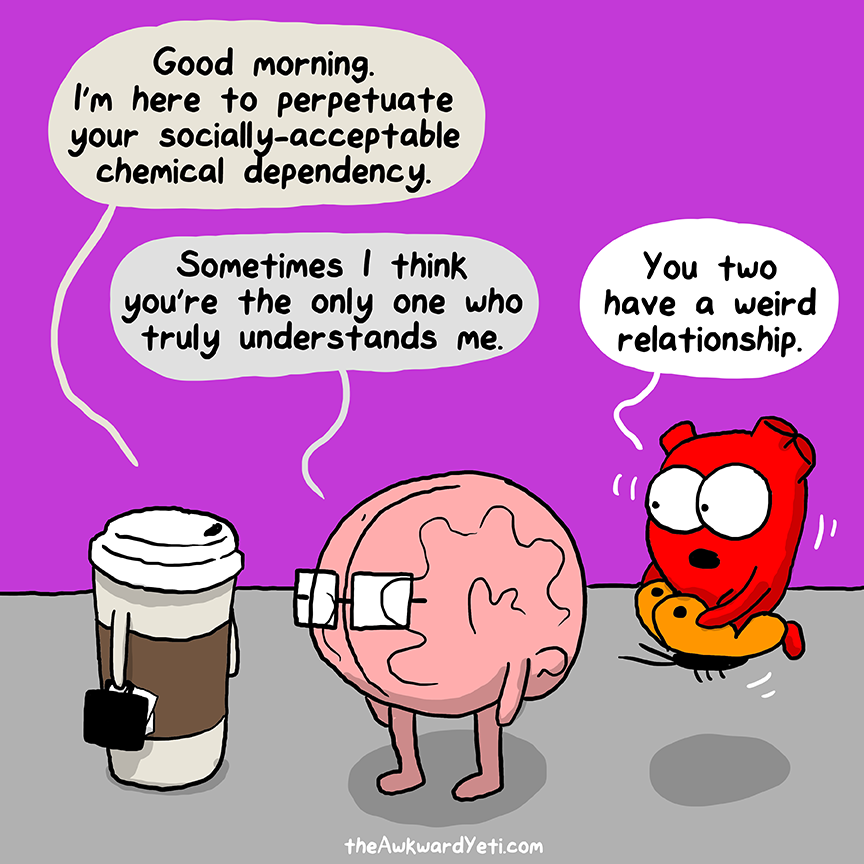 Good morning.
I'm here to perpetuate
your socially-acceptable
chemical dependency.
Sometimes I think
you're the only one who
truly understands me.
You two
have a weird
relationship.
theAwkwardYeti.com